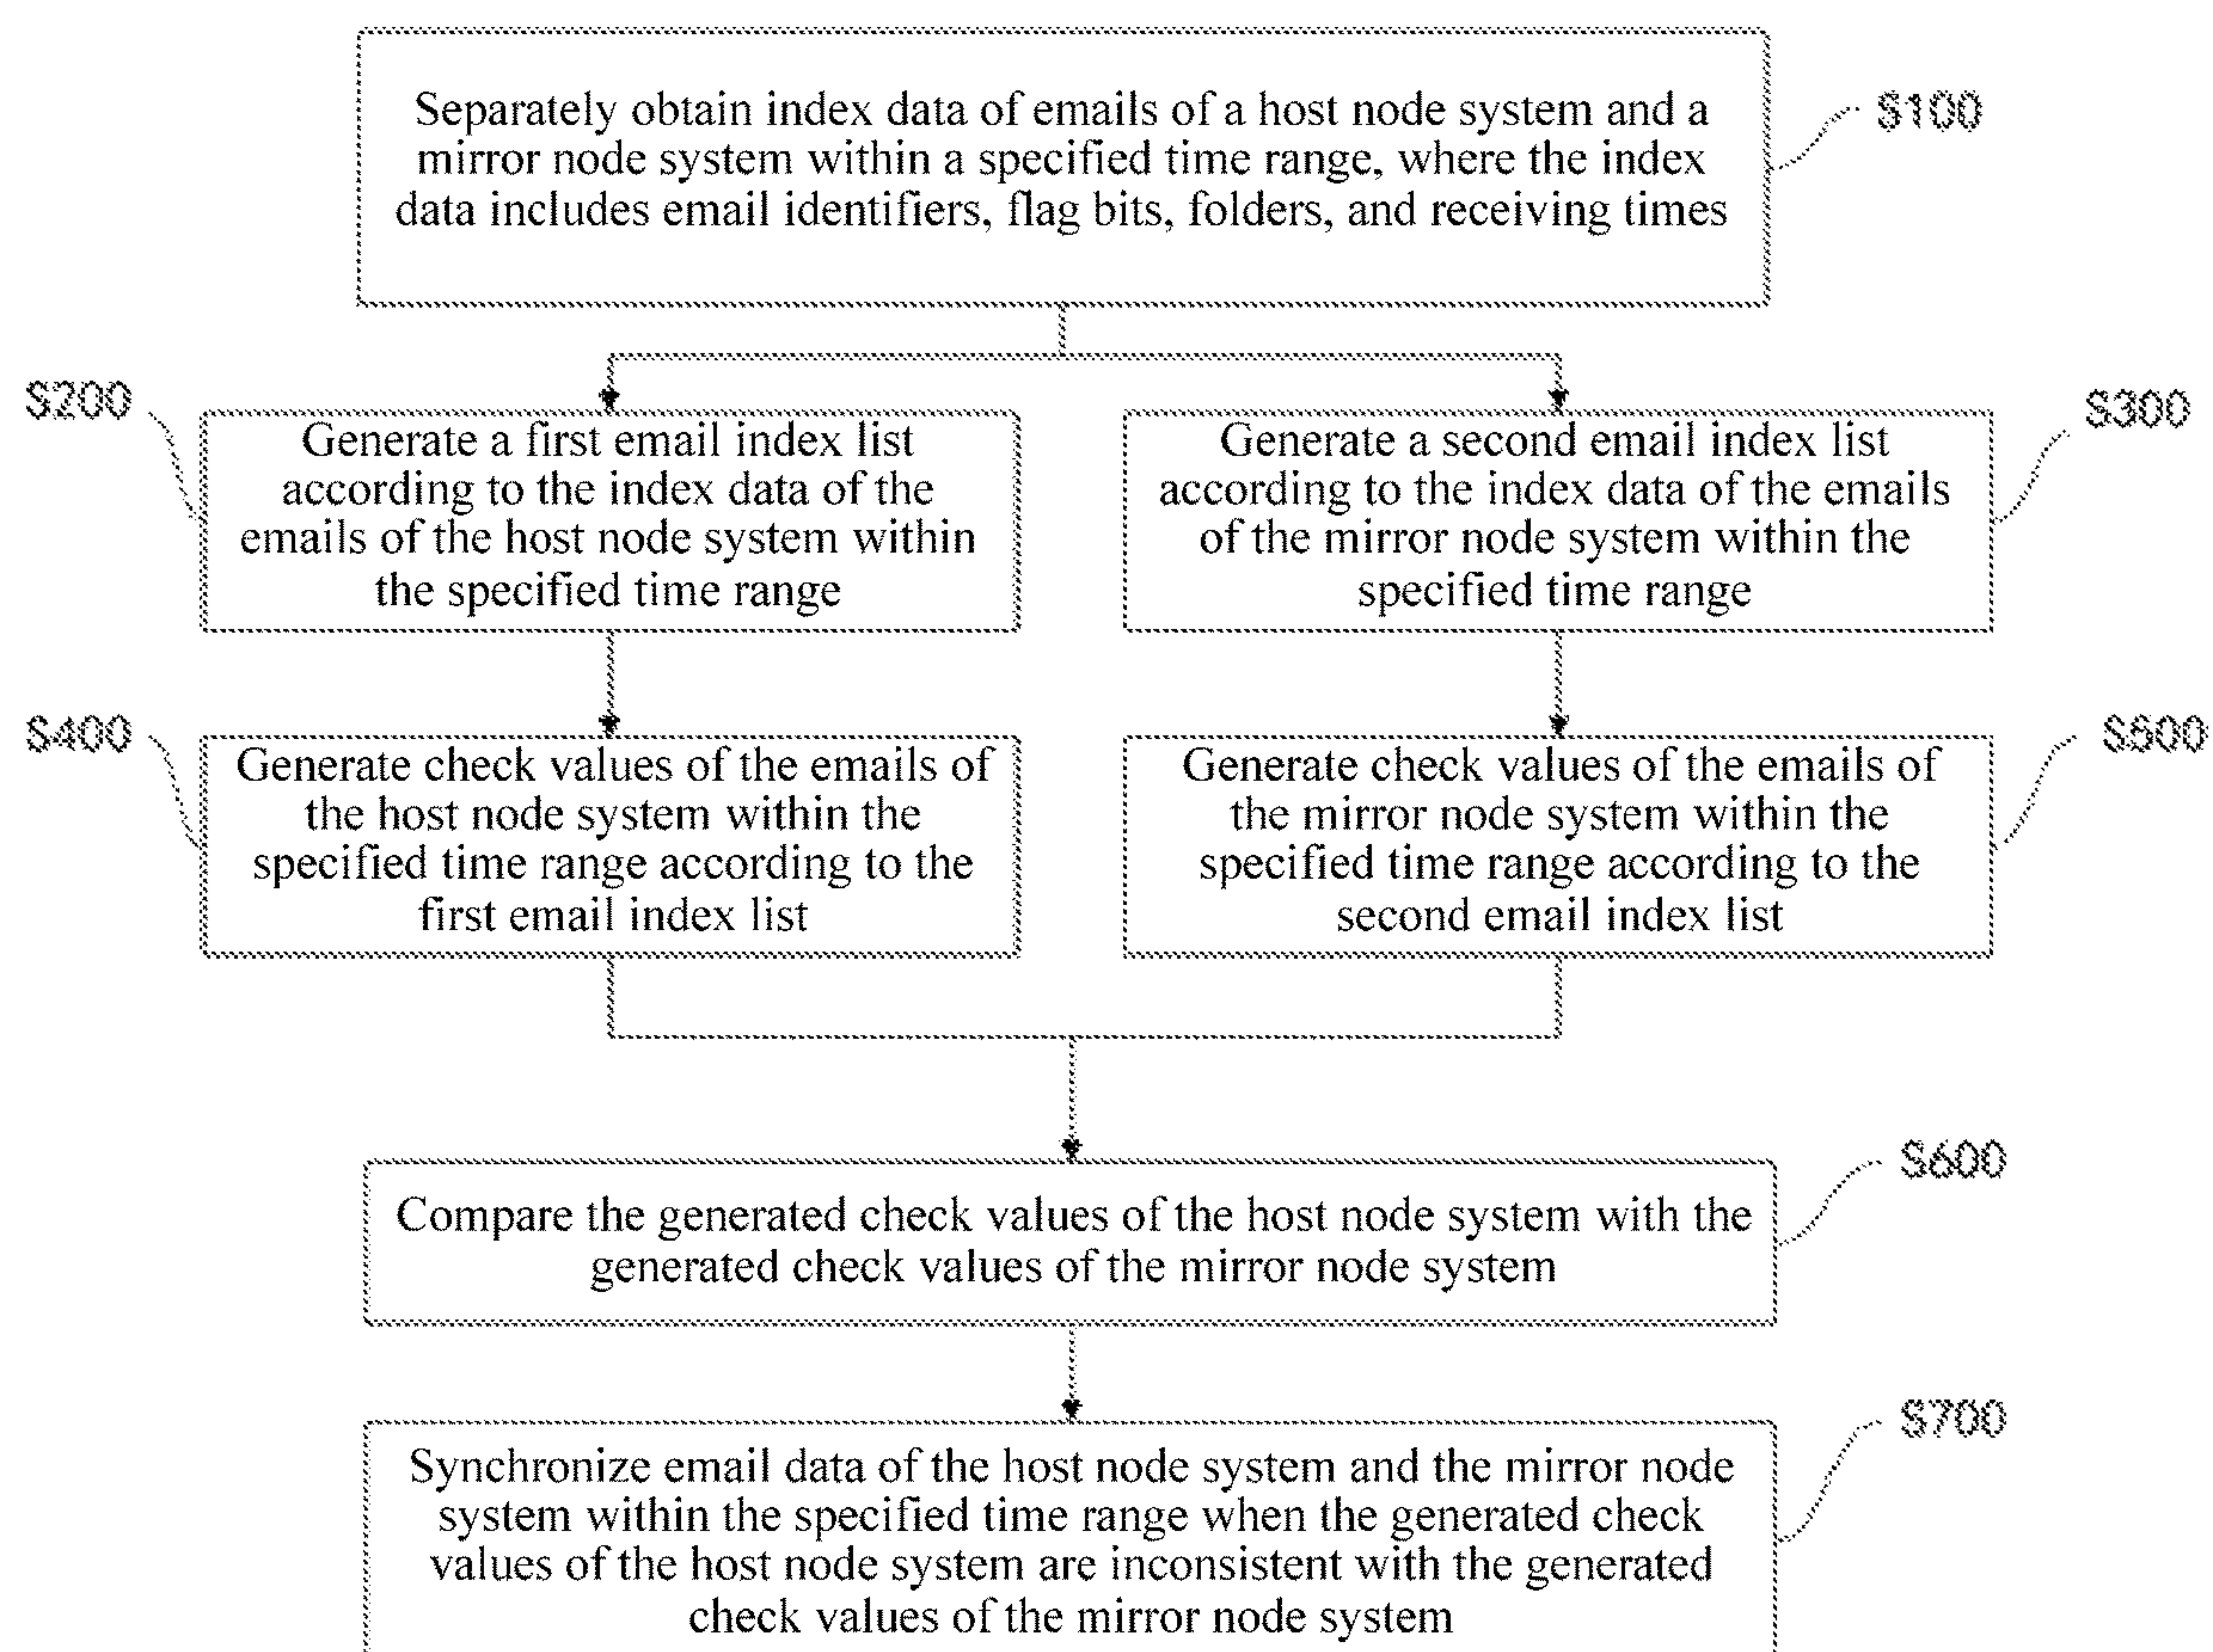 Separately obtain index data of emails of a host node system and a
mirror node system within a specified time range, where the index
data includes email identifiers, flag bits, folders, and receiving times
S100
S200
Generate a first email index list
according to the index data of the
emails of the host node system within
the specified time range
Generate a second email index list
according to the index data of the emails
of the mirror node system within the
specified time range
S300
S400
Generate check values of the emails of
the host node system within the
specified time range according to the
first email index list
Generate check values of the emails of
the mirror node system within the
specified time range according to the
second email index list
S500
Compare the generated check values of the host node system with the
generated check values of the mirror node system
S600
Synchronize email data of the host node system and the mirror node
system within the specified time range when the generated check
values of the host node system are inconsistent with the generated
check values of the mirror node system
S700